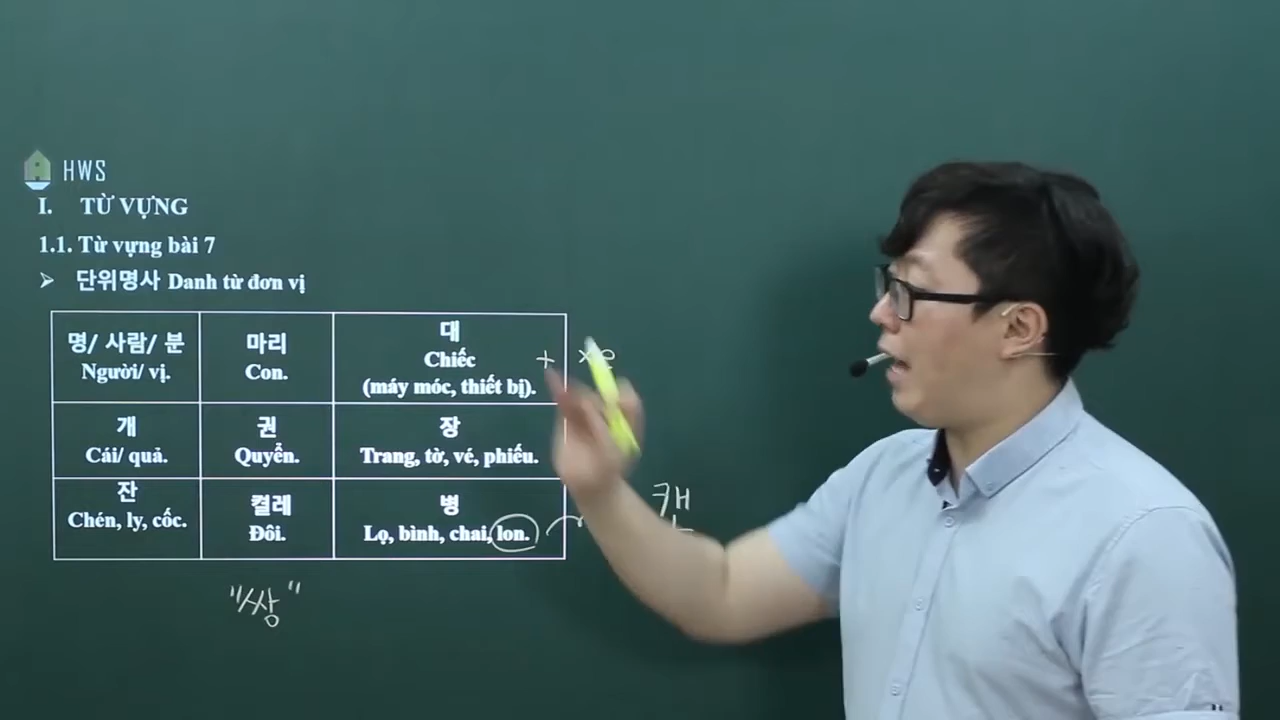 HWS
I. TỪ VỰNG
1.1. Từ vựng bài 7
➢ 단위명사 Danh từ đơn vị
명/ 사람/ 분
Người/ vị.
마리
Con.
대
Chiếc
(máy móc, thiết bị).
+
개
Cái/ quả.
권
Quyển.
장
Trang, tờ, vé, phiếu.
잔
Chén, ly, cốc.
켤레
Đôi.
병
Lọ, bình, chai, lon.
캔
"쌍"